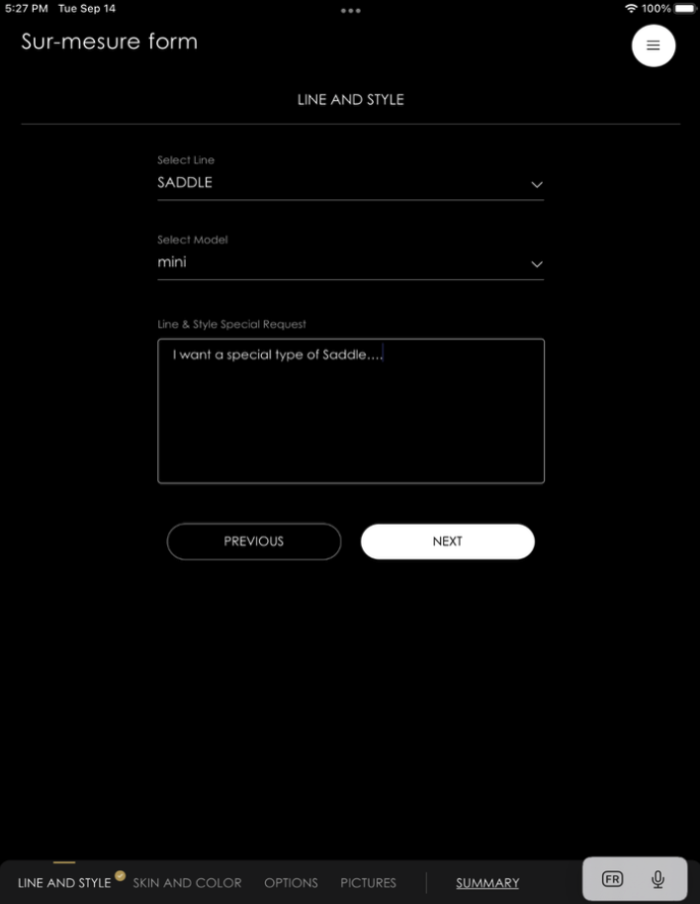 5:27 PM Tue Sep 14
100%
Sur-mesure form
LINE AND STYLE
Select Line
SADDLE
Select Model
mini
Line & Style Special Request
I want a special type of Saddle....
PREVIOUS
NEXT
LINE AND STYLE
SKIN AND COLOR
OPTIONS
PICTURES
SUMMARY
FR